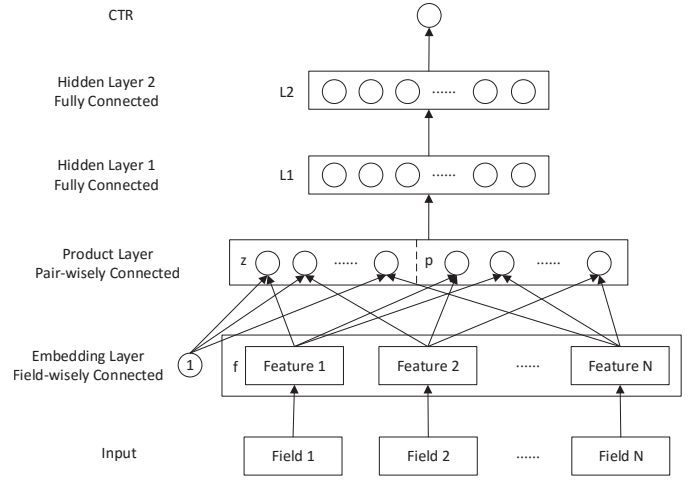 CTR
Hidden Layer 2
Fully Connected
L2
......
Hidden Layer 1
Fully Connected
L1
......
Product Layer
Pair-wisely Connected
z
......
p
......
Embedding Layer
Field-wisely Connected
1
f
Feature 1
Feature 2
......
Feature N
Input
Field 1
Field 2
......
Field N